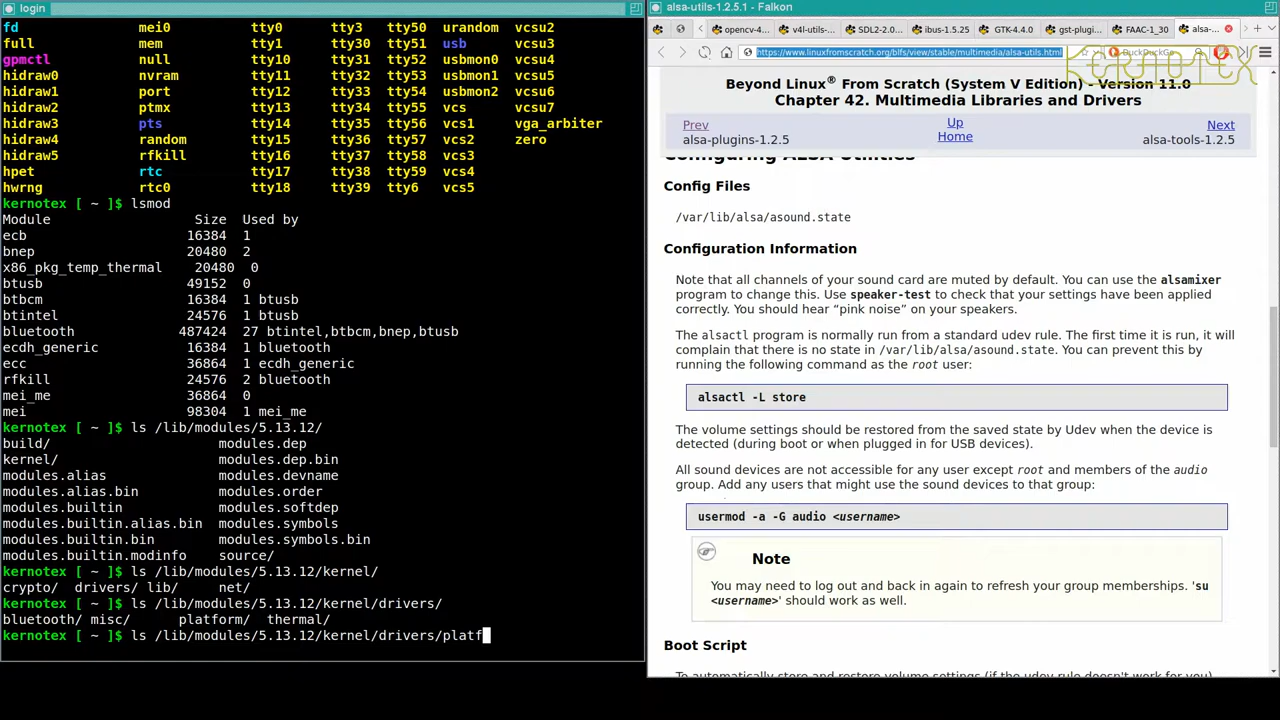 login
fd mei0 tty0 tty3 tty50 urandom vcsu2
full mem tty1 tty30 tty51 usb vcsu3
gpmctl null tty10 tty31 tty52 usbmon0 vcsu4
hidraw0 nvram tty11 tty32 tty53 usbmon1 vcsu5
hidraw1 port tty12 tty33 tty54 usbmon2 vcsu6
hidraw2 ptmx tty13 tty34 tty55 vcs vcsu7
hidraw3 pts tty14 tty35 tty56 vcs1 vga_arbiter
hidraw4 random tty15 tty36 tty57 vcs2 zero
hidraw5 rfkill tty16 tty37 tty58 vcs3
hpet rtc tty17 tty38 tty59 vcs4
hwrng rtc0 tty18 tty39 tty6 vcs5
kernotex [ ~ ]$ lsmod
Module Size Used by
ecb 16384 1
bnep 20480 2
x86_pkg_temp_thermal 20480 0
btusb 49152 0
btbcm 16384 1 btusb
btintel 24576 1 btusb
bluetooth 487424 27 btintel,btbcm,bnep,btusb
ecdh_generic 16384 1 bluetooth
ecc 36864 1 ecdh_generic
rfkill 24576 2 bluetooth
mei_me 36864 0
mei 98304 1 mei_me
kernotex [ ~ ]$ ls /lib/modules/5.13.12/
build/ modules.dep
kernel/ modules.dep.bin
modules.alias modules.devname
modules.alias.bin modules.order
modules.builtin modules.softdep
modules.builtin.alias.bin modules.symbols
modules.builtin.bin modules.symbols.bin
modules.builtin.modinfo source/
kernotex [ ~ ]$ ls /lib/modules/5.13.12/kernel/
crypto/ drivers/ lib/ net/
kernotex [ ~ ]$ ls /lib/modules/5.13.12/kernel/drivers/
bluetooth/ misc/ platform/ thermal/
kernotex [ ~ ]$ ls /lib/modules/5.13.12/kernel/drivers/platf
alsa-utils-1.2.5.1 - Falkon
opencv-4... v4l-utils-... SDL2-2.0... ibus-1.5.25 GTK-4.4.0 gst-plugi... FAAC-1_30 alsa-...
https://www.linuxfromscratch.org/blfs/view/stable/multimedia/alsa-utils.html DuckDuckGo
KERNOTEX
Beyond Linux® From Scratch (System V Edition) - Version 11.0
Chapter 42. Multimedia Libraries and Drivers
Prev Up Next
alsa-plugins-1.2.5 Home alsa-tools-1.2.5
Configuring ALSA Utilities
Config Files
/var/lib/alsa/asound.state
Configuration Information
Note that all channels of your sound card are muted by default. You can use the alsamixer
program to change this. Use speaker-test to check that your settings have been applied
correctly. You should hear “pink noise” on your speakers.
The alsactl program is normally run from a standard udev rule. The first time it is run, it will
complain that there is no state in /var/lib/alsa/asound.state. You can prevent this by
running the following command as the root user:
alsactl -L store
The volume settings should be restored from the saved state by Udev when the device is
detected (during boot or when plugged in for USB devices).
All sound devices are not accessible for any user except root and members of the audio
group. Add any users that might use the sound devices to that group:
usermod -a -G audio <username>
Note
You may need to log out and back in again to refresh your group memberships. 'su
<username>' should work as well.
Boot Script
To automatically store and restore volume settings (if the udev rule doesn't work for you)